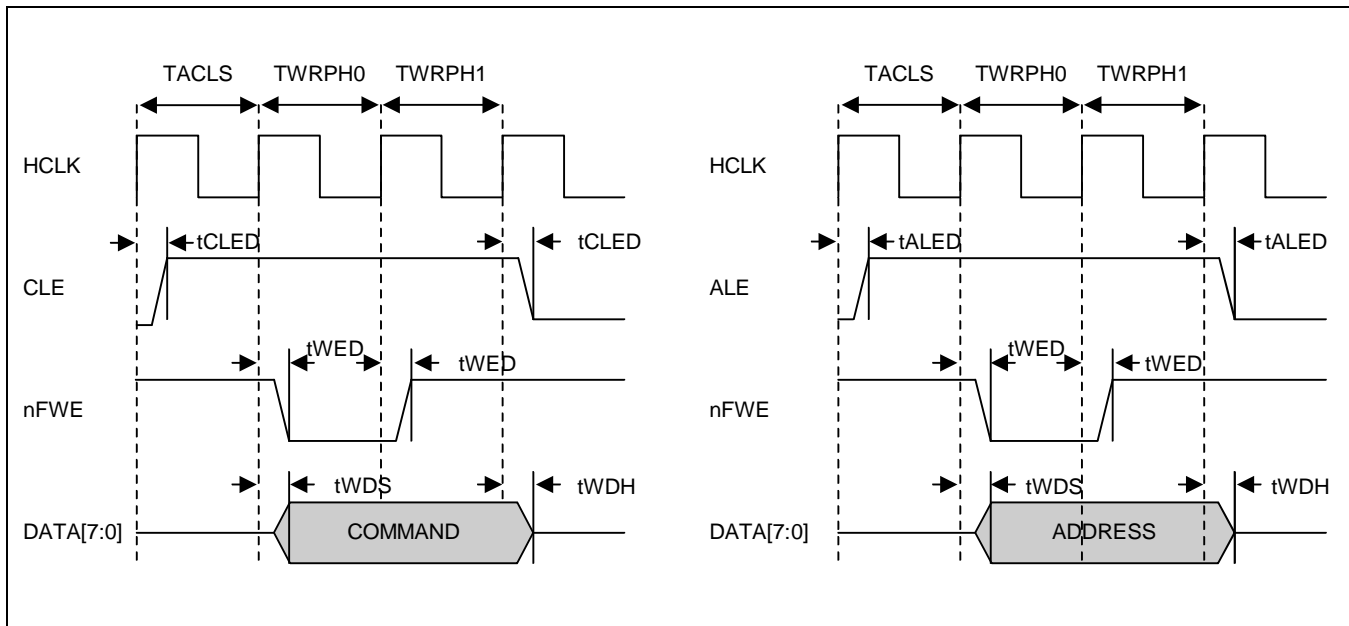 TACLS TWRPH0 TWRPH1
HCLK
tCLED tCLED
CLE
tWED tWED
nFWE
tWDS tWDH
DATA[7:0] COMMAND
TACLS TWRPH0 TWRPH1
HCLK
tALED tALED
ALE
tWED tWED
nFWE
tWDS tWDH
DATA[7:0] ADDRESS